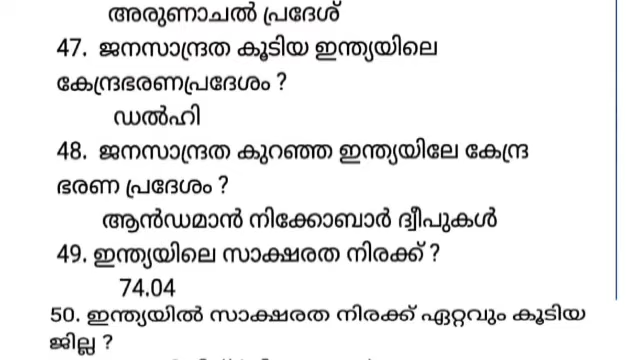 അരുണാചൽ പ്രദേശ്
47. ജനസാന്ദ്രത കൂടിയ ഇന്ത്യയിലെ
കേന്ദ്രഭരണപ്രദേശം ?
ഡൽഹി
48. ജനസാന്ദ്രത കുറഞ്ഞ ഇന്ത്യയിലേ കേന്ദ്ര
ഭരണ പ്രദേശം ?
ആൻഡമാൻ നിക്കോബാർ ദ്വീപുകൾ
49. ഇന്ത്യയിലെ സാക്ഷരത നിരക്ക് ?
74.04
50. ഇന്ത്യയിൽ സാക്ഷരത നിരക്ക് ഏറ്റവും കൂടിയ
ജില്ല ?